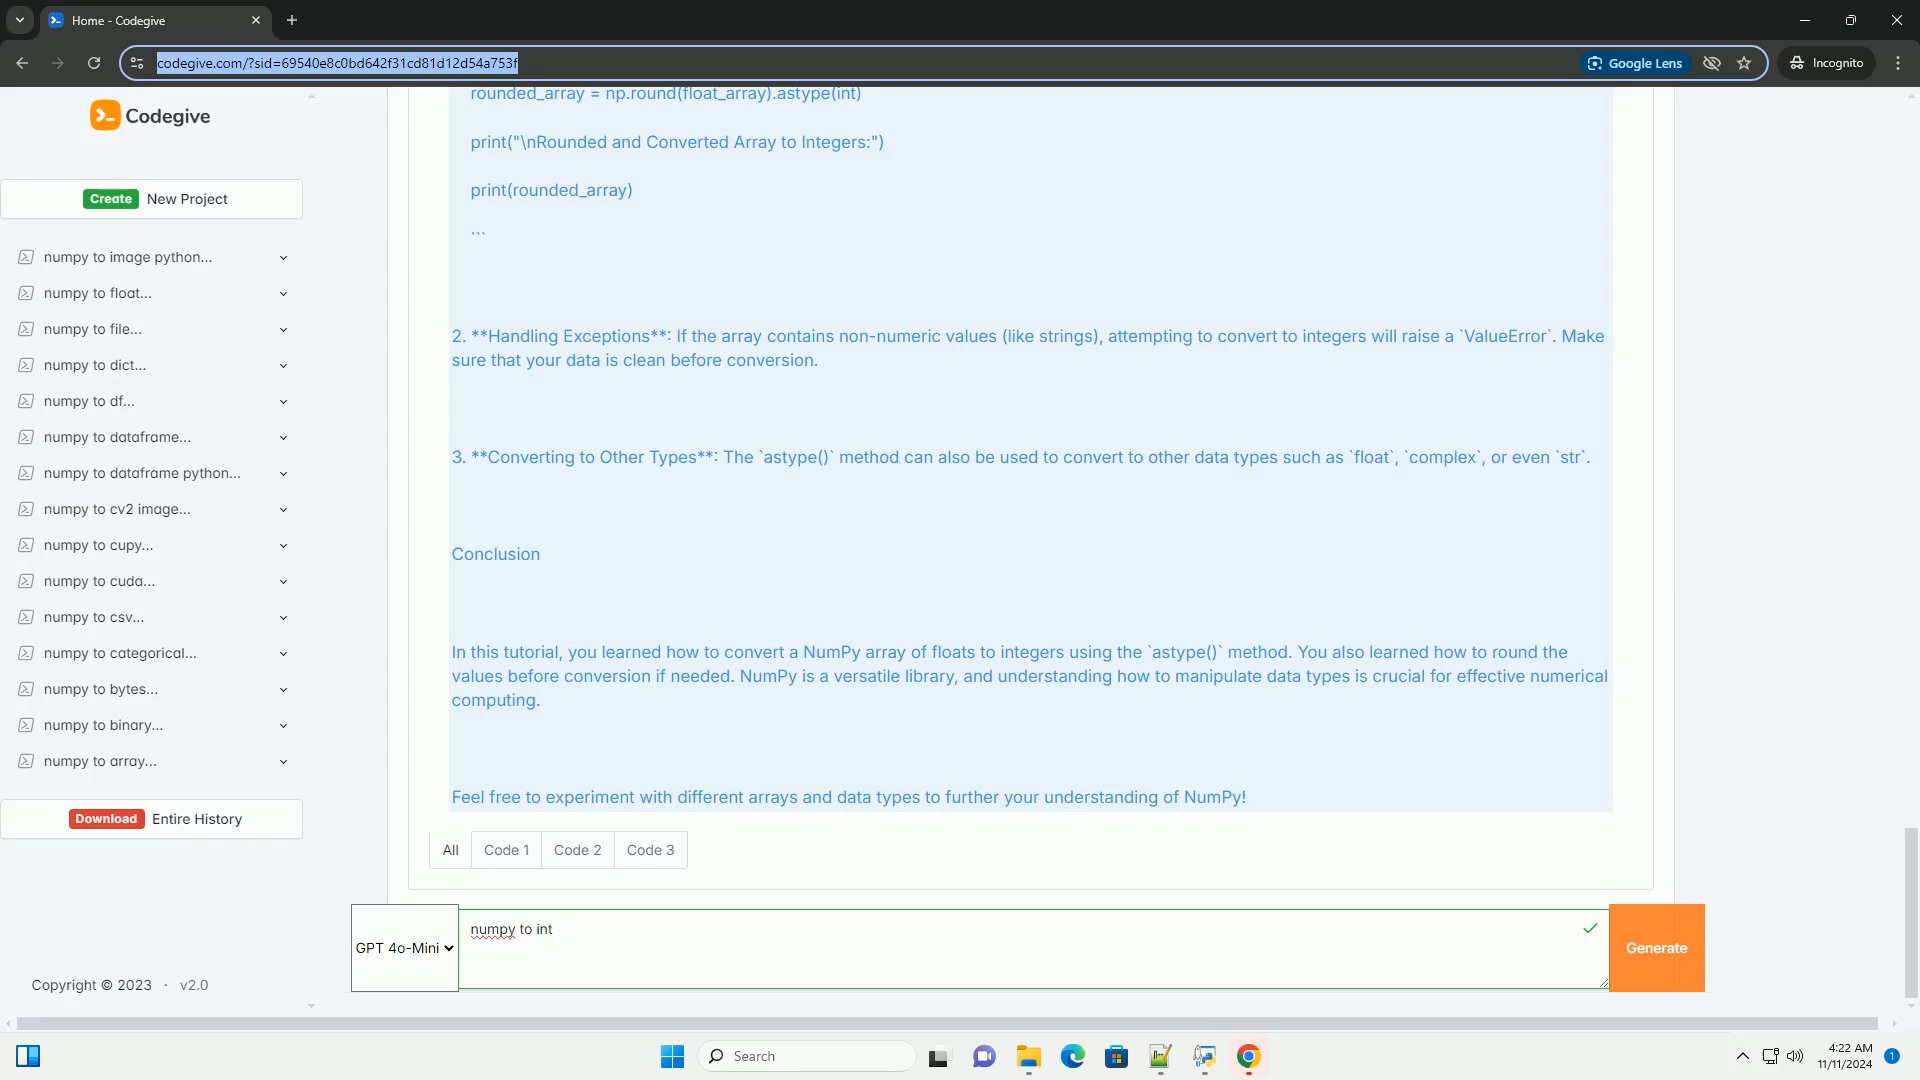 Home - Codegive
codegive.com/?sid=69540e8c0bd642f31cd81d12d54a753f
Google Lens
Incognito
Codegive
Create New Project
numpy to image python...
numpy to float...
numpy to file...
numpy to dict...
numpy to df...
numpy to dataframe...
numpy to dataframe python...
numpy to cv2 image...
numpy to cupy...
numpy to cuda...
numpy to csv...
numpy to categorical...
numpy to bytes...
numpy to binary...
numpy to array...
Download Entire History
Copyright © 2023 · v2.0
rounded_array = np.round(float_array).astype(int)
print("\nRounded and Converted Array to Integers:")
print(rounded_array)
```
2. **Handling Exceptions**: If the array contains non-numeric values (like strings), attempting to convert to integers will raise a `ValueError`. Make
sure that your data is clean before conversion.
3. **Converting to Other Types**: The `astype()` method can also be used to convert to other data types such as `float`, `complex`, or even `str`.
Conclusion
In this tutorial, you learned how to convert a NumPy array of floats to integers using the `astype()` method. You also learned how to round the
values before conversion if needed. NumPy is a versatile library, and understanding how to manipulate data types is crucial for effective numerical
computing.
Feel free to experiment with different arrays and data types to further your understanding of NumPy!
All Code 1 Code 2 Code 3
GPT 4o-Mini
numpy to int
Generate
Search
4:22 AM
11/11/2024
1